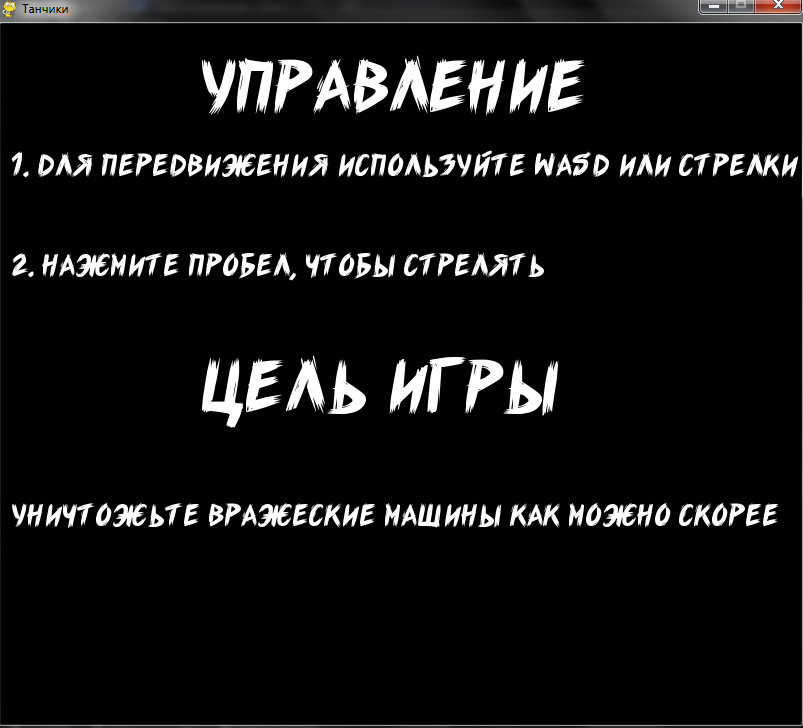 Танчики
УПРАВЛЕНИЕ
1. ДЛЯ ПЕРЕДВИЖЕНИЯ ИСПОЛЬЗУЙТЕ WASD ИЛИ СТРЕЛКИ
2. НАЖМИТЕ ПРОБЕЛ, ЧТОБЫ СТРЕЛЯТЬ
ЦЕЛЬ ИГРЫ
УНИЧТОЖЬТЕ ВРАЖЕСКИЕ МАШИНЫ КАК МОЖНО СКОРЕЕ